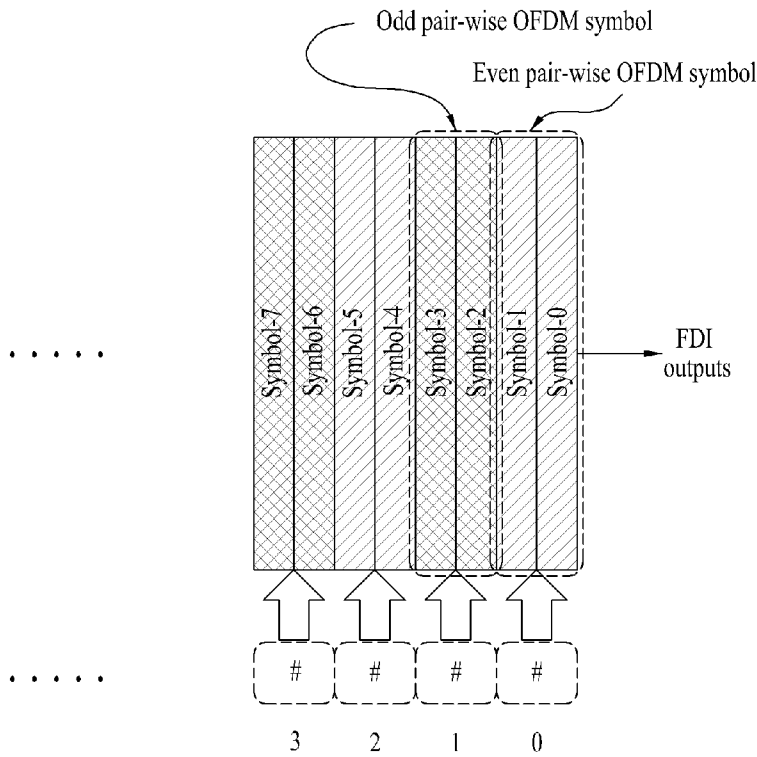 Odd pair-wise OFDM symbol
Even pair-wise OFDM symbol
Symbol-7
Symbol-6
Symbol-5
Symbol-4
Symbol-3
Symbol-2
Symbol-1
Symbol-0
FDI
outputs
# # # #
3 2 1 0